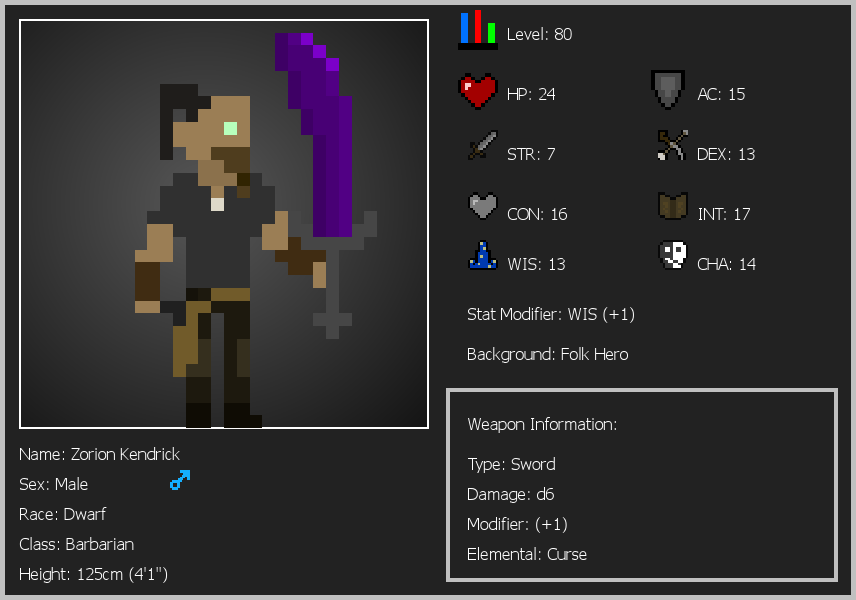 Level: 80
HP: 24
AC: 15
STR: 7
DEX: 13
CON: 16
INT: 17
WIS: 13
CHA: 14
Stat Modifier: WIS (+1)
Background: Folk Hero
Weapon Information:
Type: Sword
Damage: d6
Modifier: (+1)
Elemental: Curse
Name: Zorion Kendrick
Sex: Male
Race: Dwarf
Class: Barbarian
Height: 125cm (4'1")